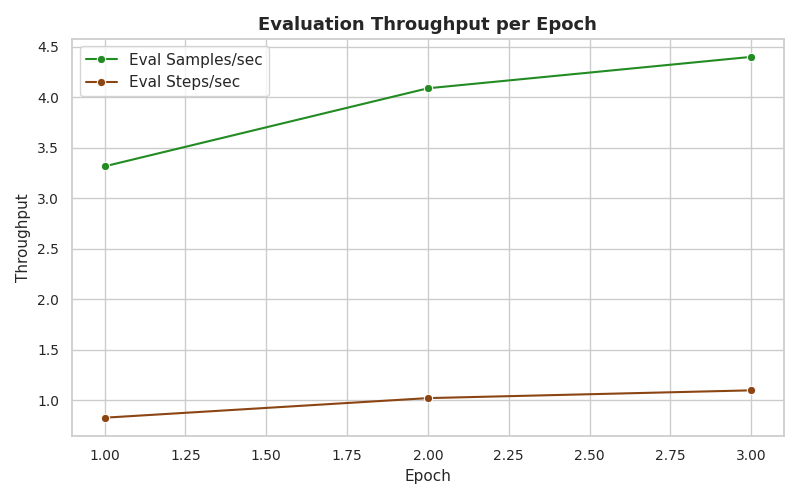 Evaluation Throughput per Epoch
Eval Samples/sec
Eval Steps/sec
Throughput
4.5
4.0
3.5
3.0
2.5
2.0
1.5
1.0
1.00 1.25 1.50 1.75 2.00 2.25 2.50 2.75 3.00
Epoch